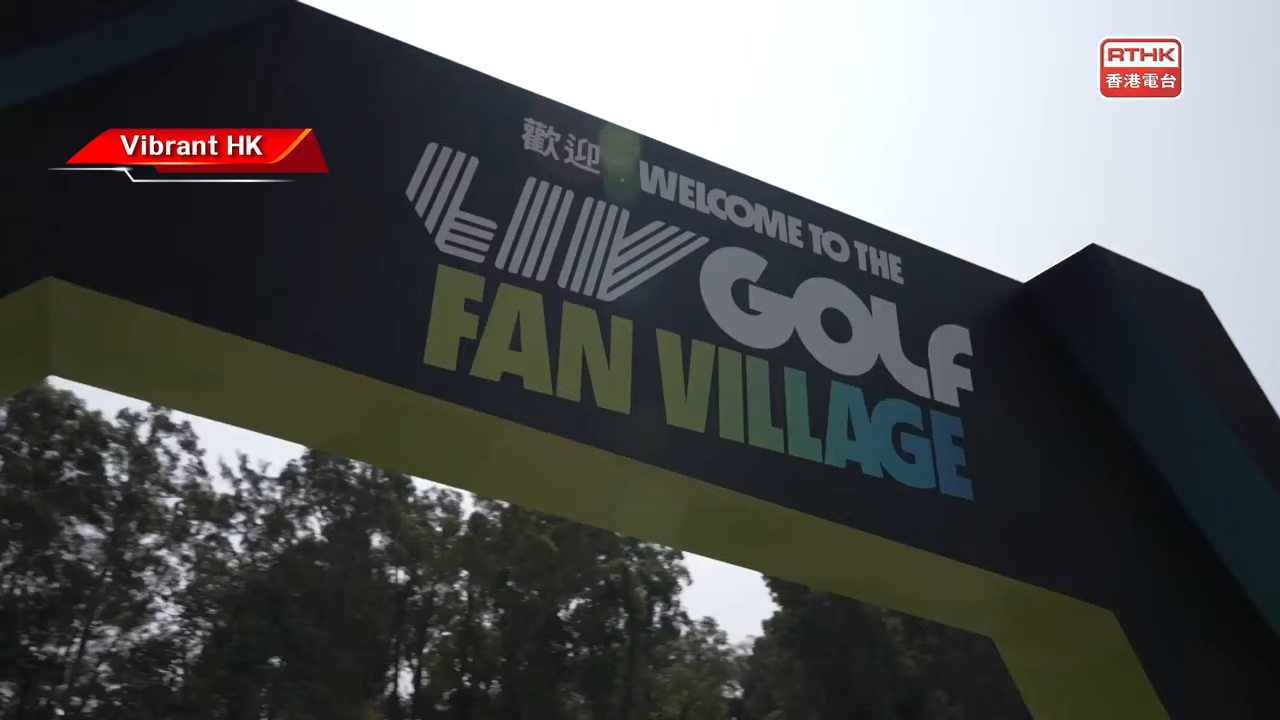 RTHK
香港電台
Vibrant HK
歡迎
WELCOME TO THE
LIV GOLF
FAN VILLAGE